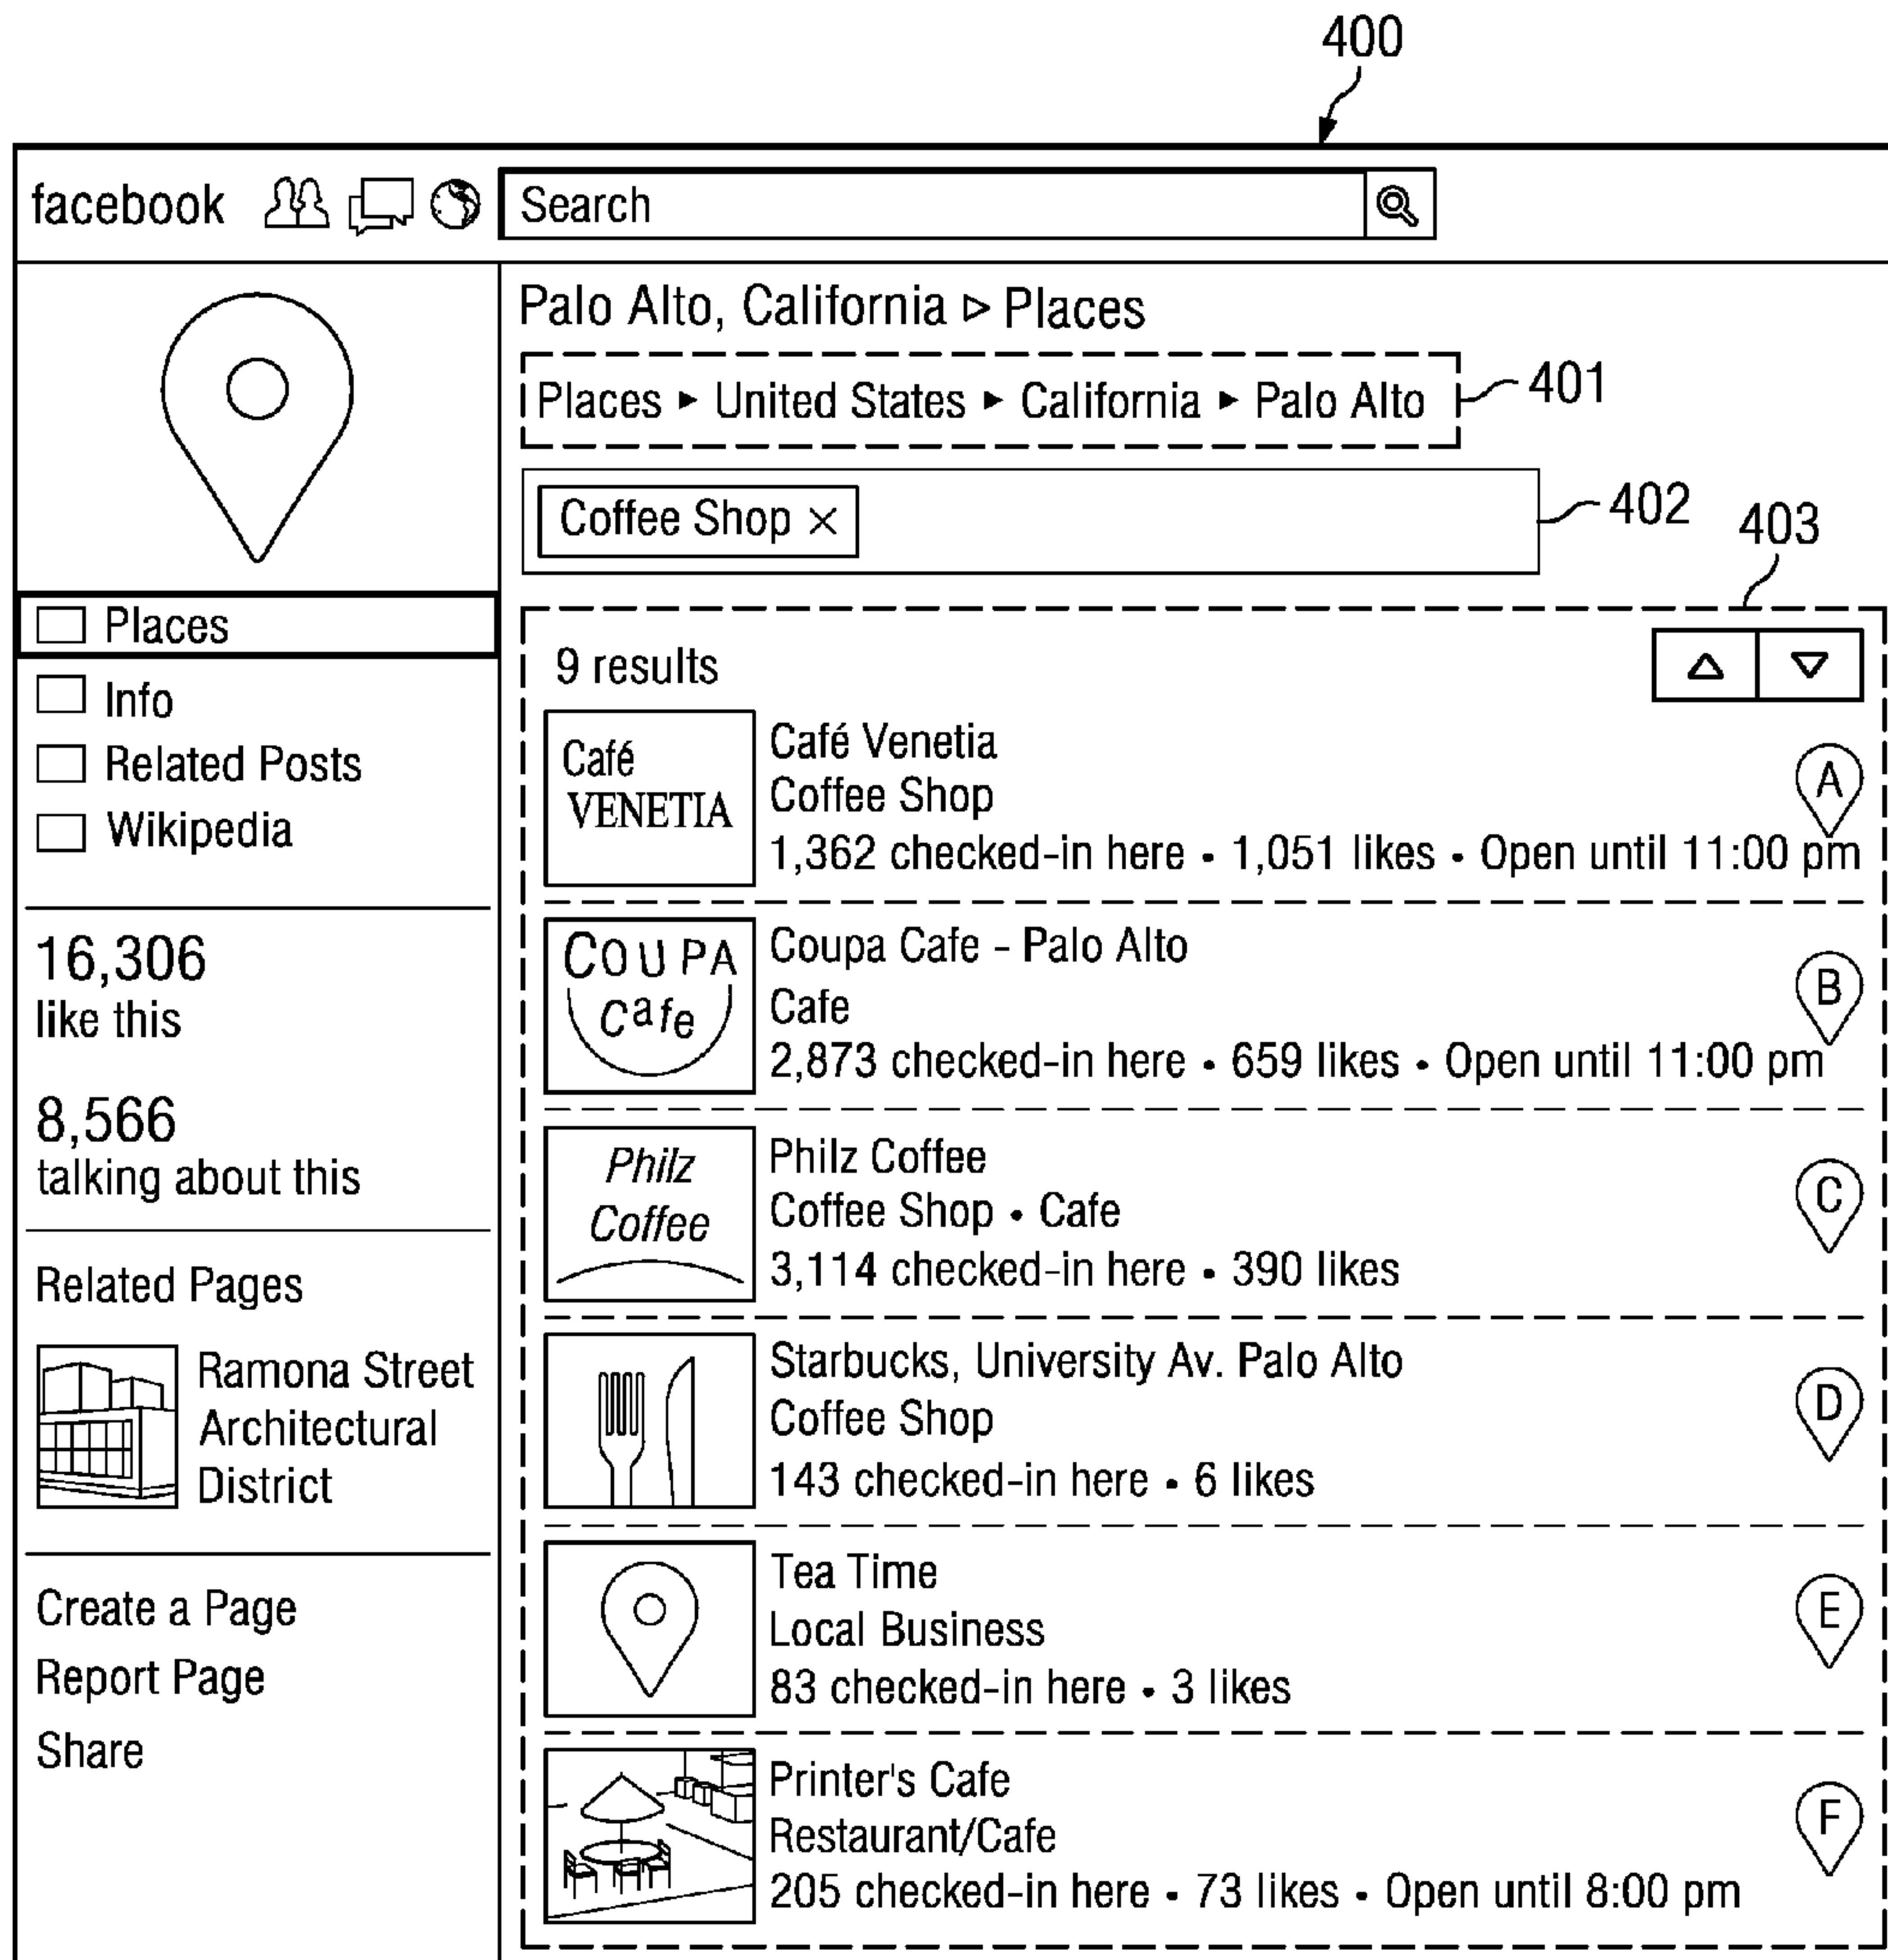 400
facebook
Search
Palo Alto, California ▷ Places
Places ▸ United States ▸ California ▸ Palo Alto
401
Coffee Shop ×
402
403
Places
Info
Related Posts
Wikipedia
16,306
like this
8,566
talking about this
Related Pages
Ramona Street
Architectural
District
Create a Page
Report Page
Share
9 results
Café
VENETIA
Café Venetia
Coffee Shop
1,362 checked-in here • 1,051 likes • Open until 11:00 pm
A
COUPA
Cafe
Coupa Cafe - Palo Alto
Cafe
2,873 checked-in here • 659 likes • Open until 11:00 pm
B
Philz
Coffee
Philz Coffee
Coffee Shop • Cafe
3,114 checked-in here • 390 likes
C
Starbucks, University Av. Palo Alto
Coffee Shop
143 checked-in here • 6 likes
D
Tea Time
Local Business
83 checked-in here • 3 likes
E
Printer's Cafe
Restaurant/Cafe
205 checked-in here • 73 likes • Open until 8:00 pm
F